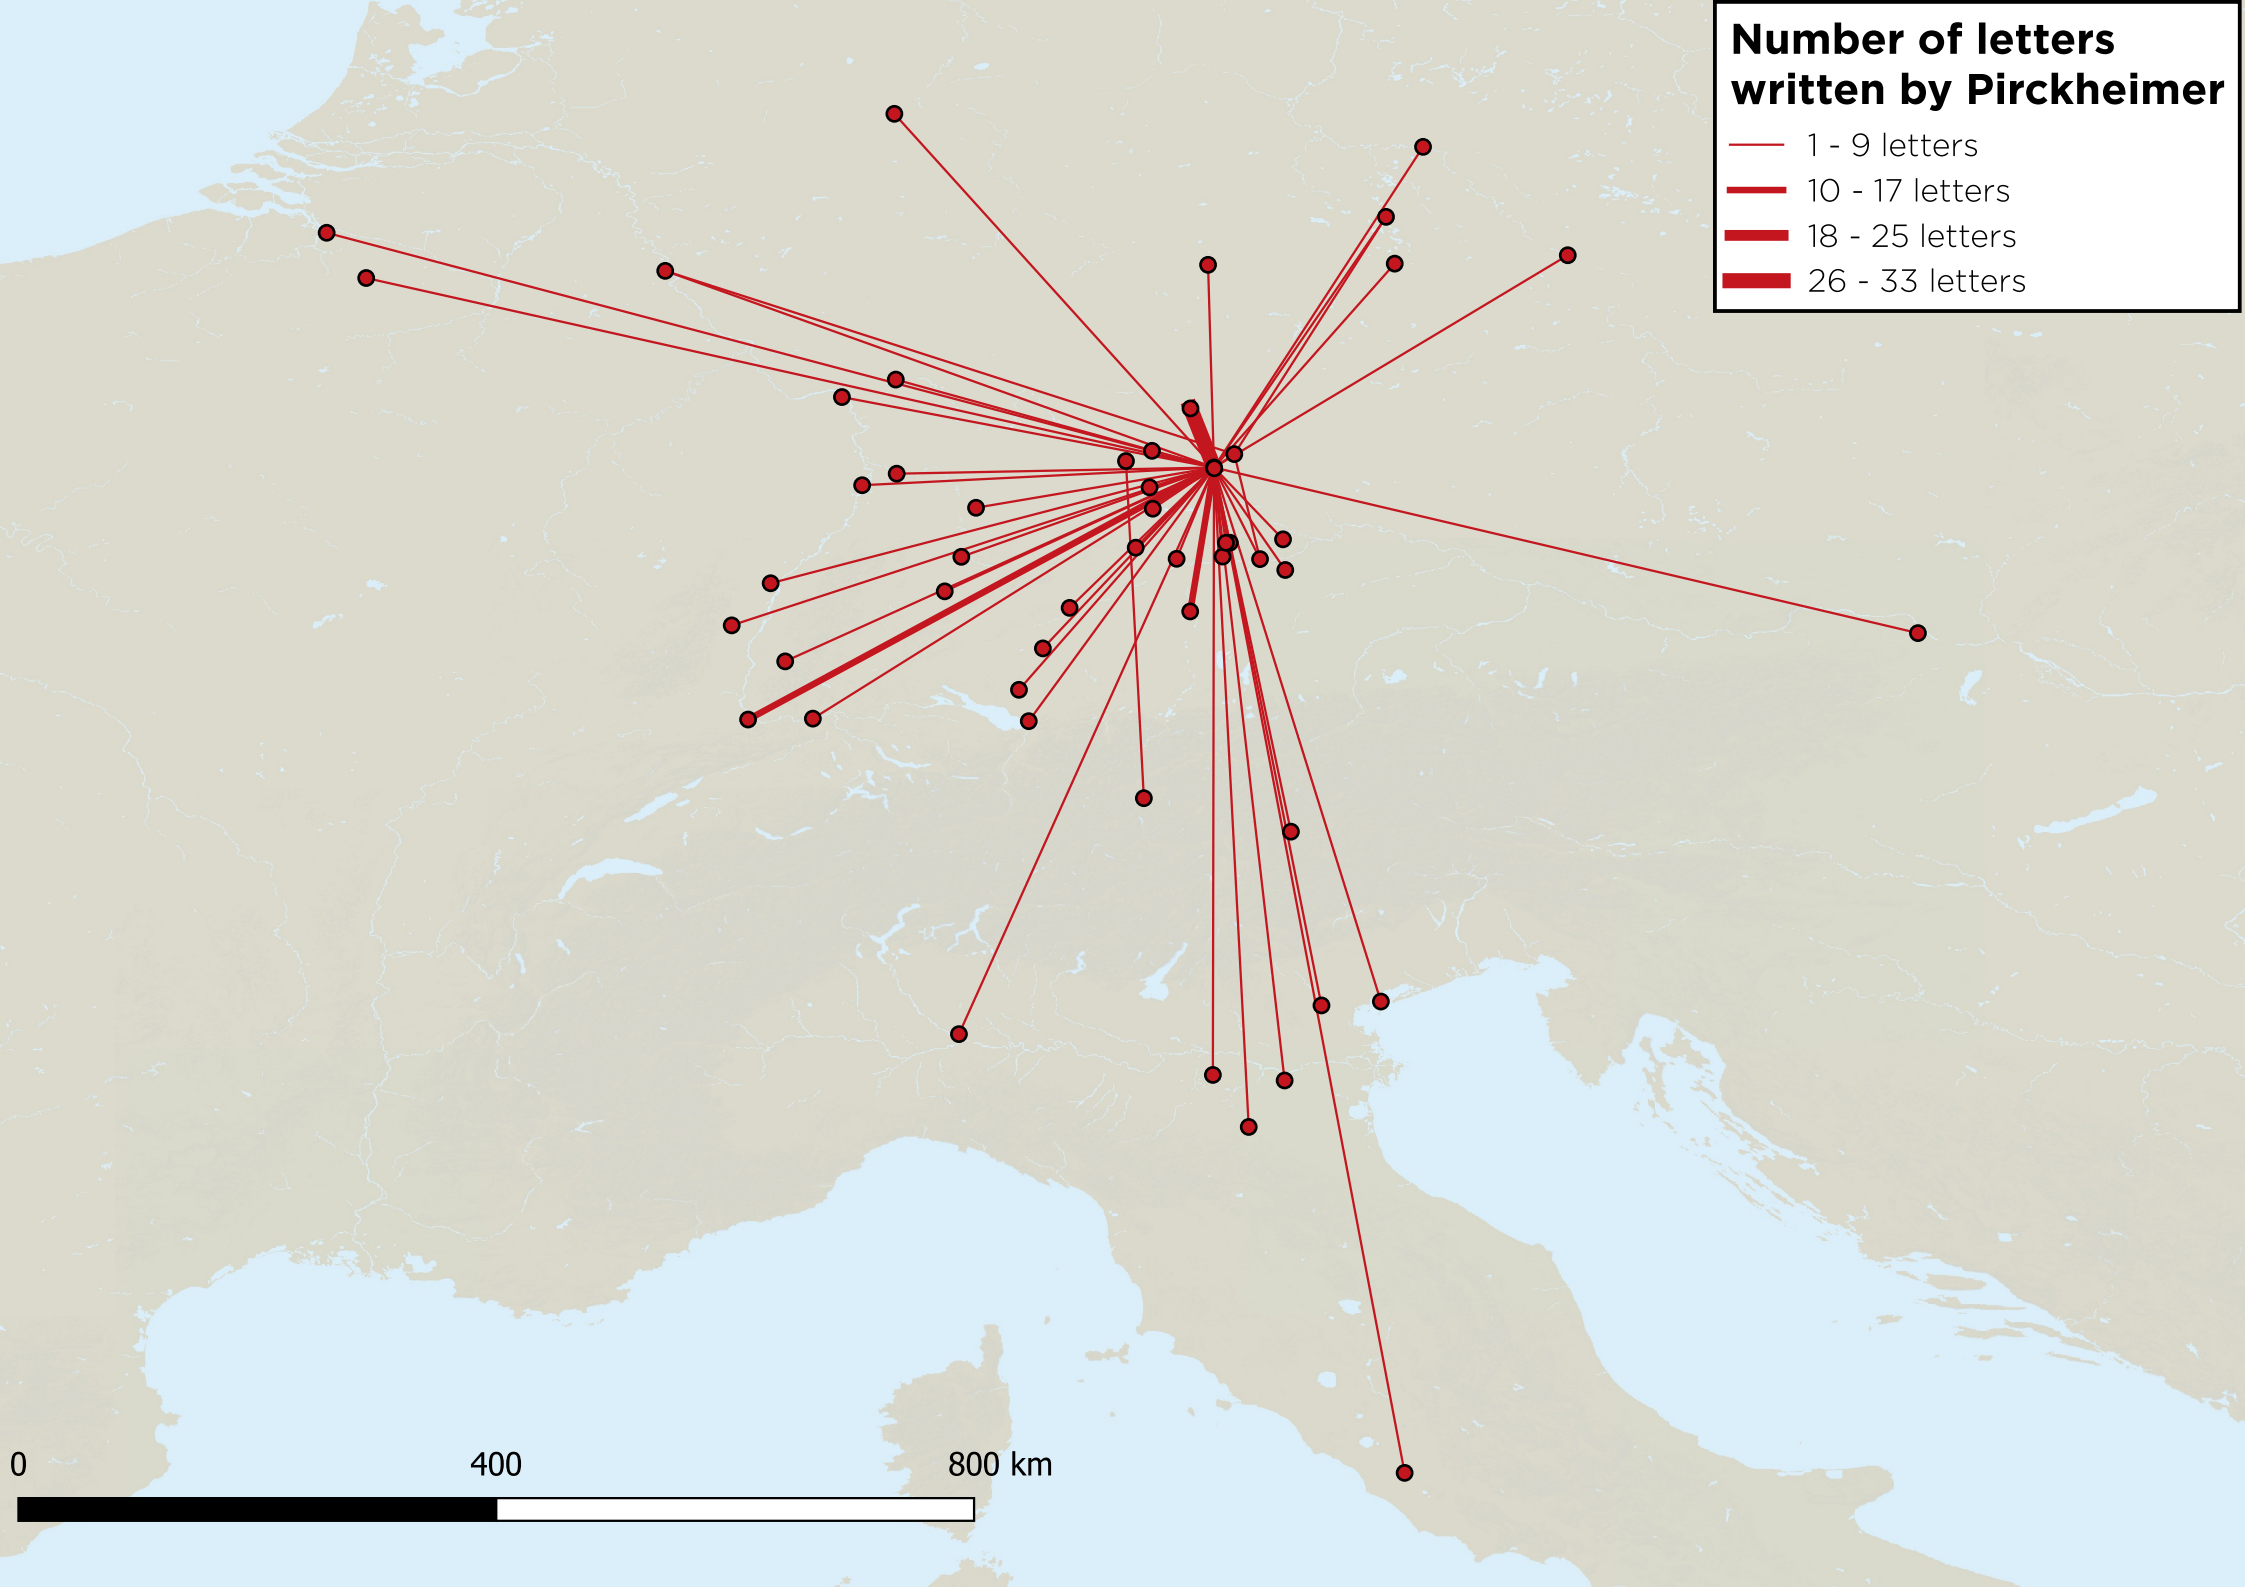 Number of letters
written by Pirckheimer
1 - 9 letters
10 - 17 letters
18 - 25 letters
26 - 33 letters
0 400 800 km